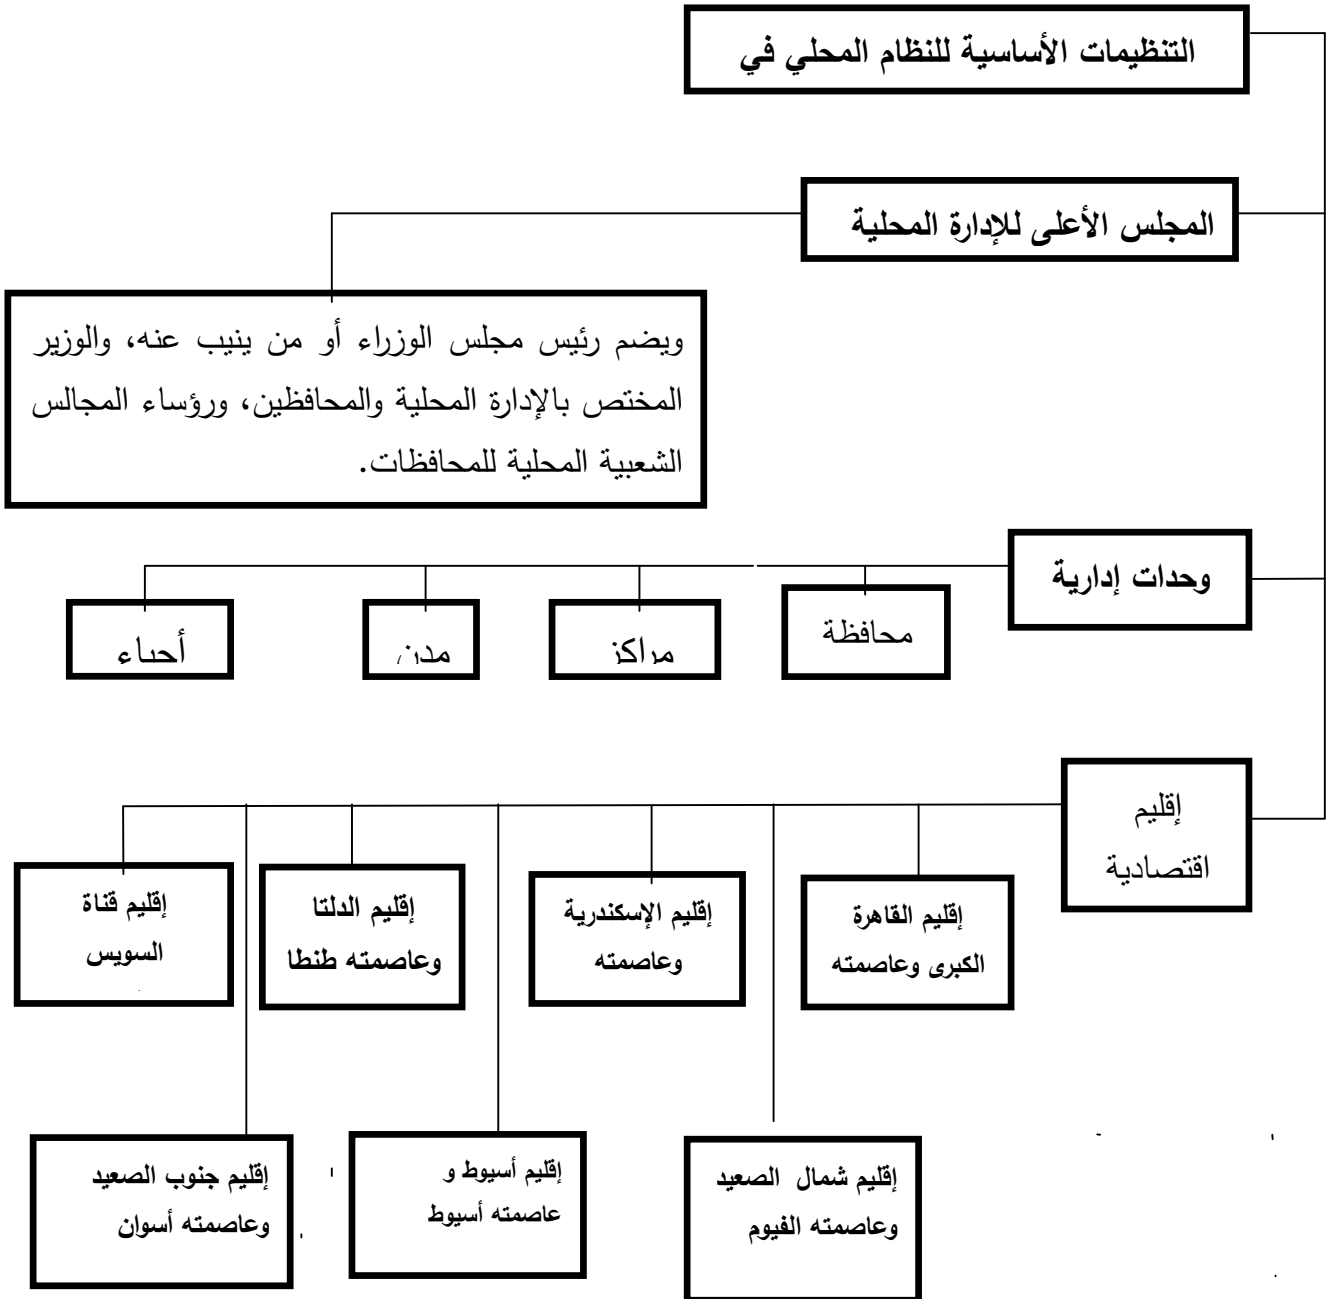 التنظيمات الأساسية للنظام المحلي في
المجلس الأعلى للإدارة المحلية
ويضم رئيس مجلس الوزراء أو من ينيب عنه، والوزير
المختص بالإدارة المحلية والمحافظين، ورؤساء المجالس
الشعبية المحلية للمحافظات.
وحدات إدارية
محافظة
مراكز
مدن
أحياء
إقليم
اقتصادية
إقليم القاهرة
الكبرى وعاصمته
إقليم الإسكندرية
وعاصمته
إقليم الدلتا
وعاصمته طنطا
إقليم قناة
السويس
إقليم شمال الصعيد
وعاصمته الفيوم
إقليم أسيوط و
عاصمته أسيوط
إقليم جنوب الصعيد
وعاصمته أسوان